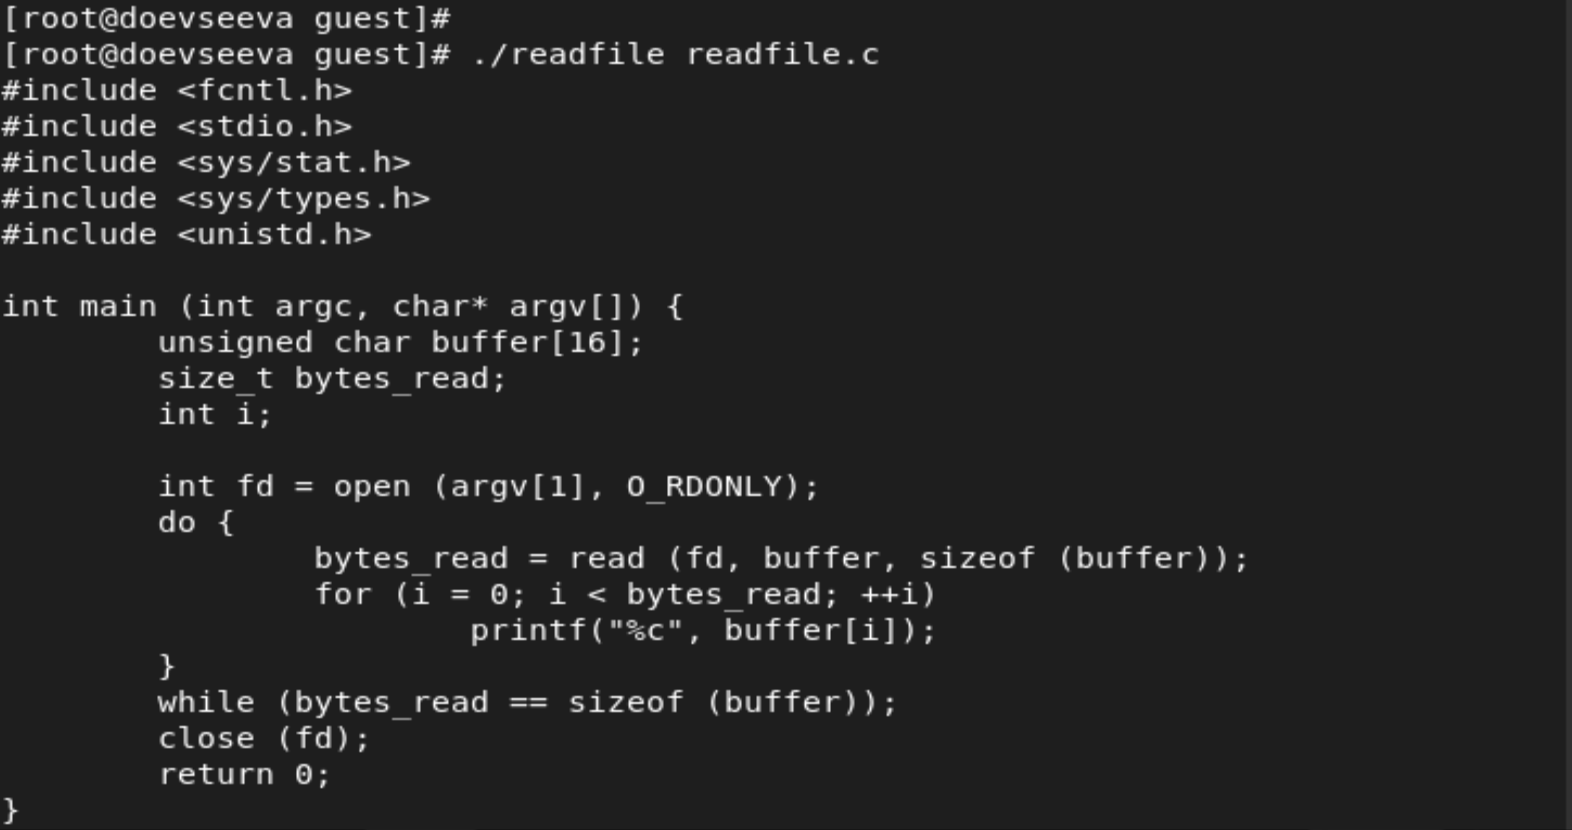 [root@doevseeva guest]#
[root@doevseeva guest]# ./readfile readfile.c
#include <fcntl.h>
#include <stdio.h>
#include <sys/stat.h>
#include <sys/types.h>
#include <unistd.h>

int main (int argc, char* argv[]) {
        unsigned char buffer[16];
        size_t bytes_read;
        int i;

        int fd = open (argv[1], O_RDONLY);
        do {
                bytes_read = read (fd, buffer, sizeof (buffer));
                for (i = 0; i < bytes_read; ++i)
                        printf("%c", buffer[i]);
        }
        while (bytes_read == sizeof (buffer));
        close (fd);
        return 0;
}